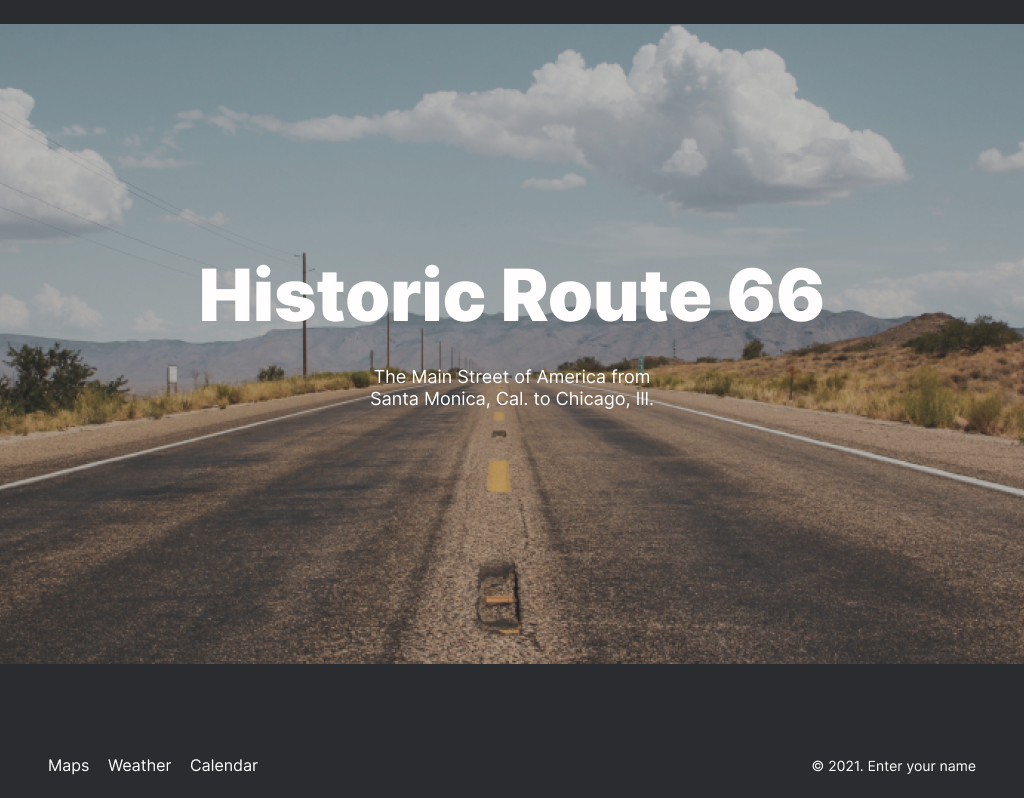 Historic Route 66
The Main Street of America from
Santa Monica, Cal. to Chicago, Ill.
Maps Weather Calendar
© 2021. Enter your name